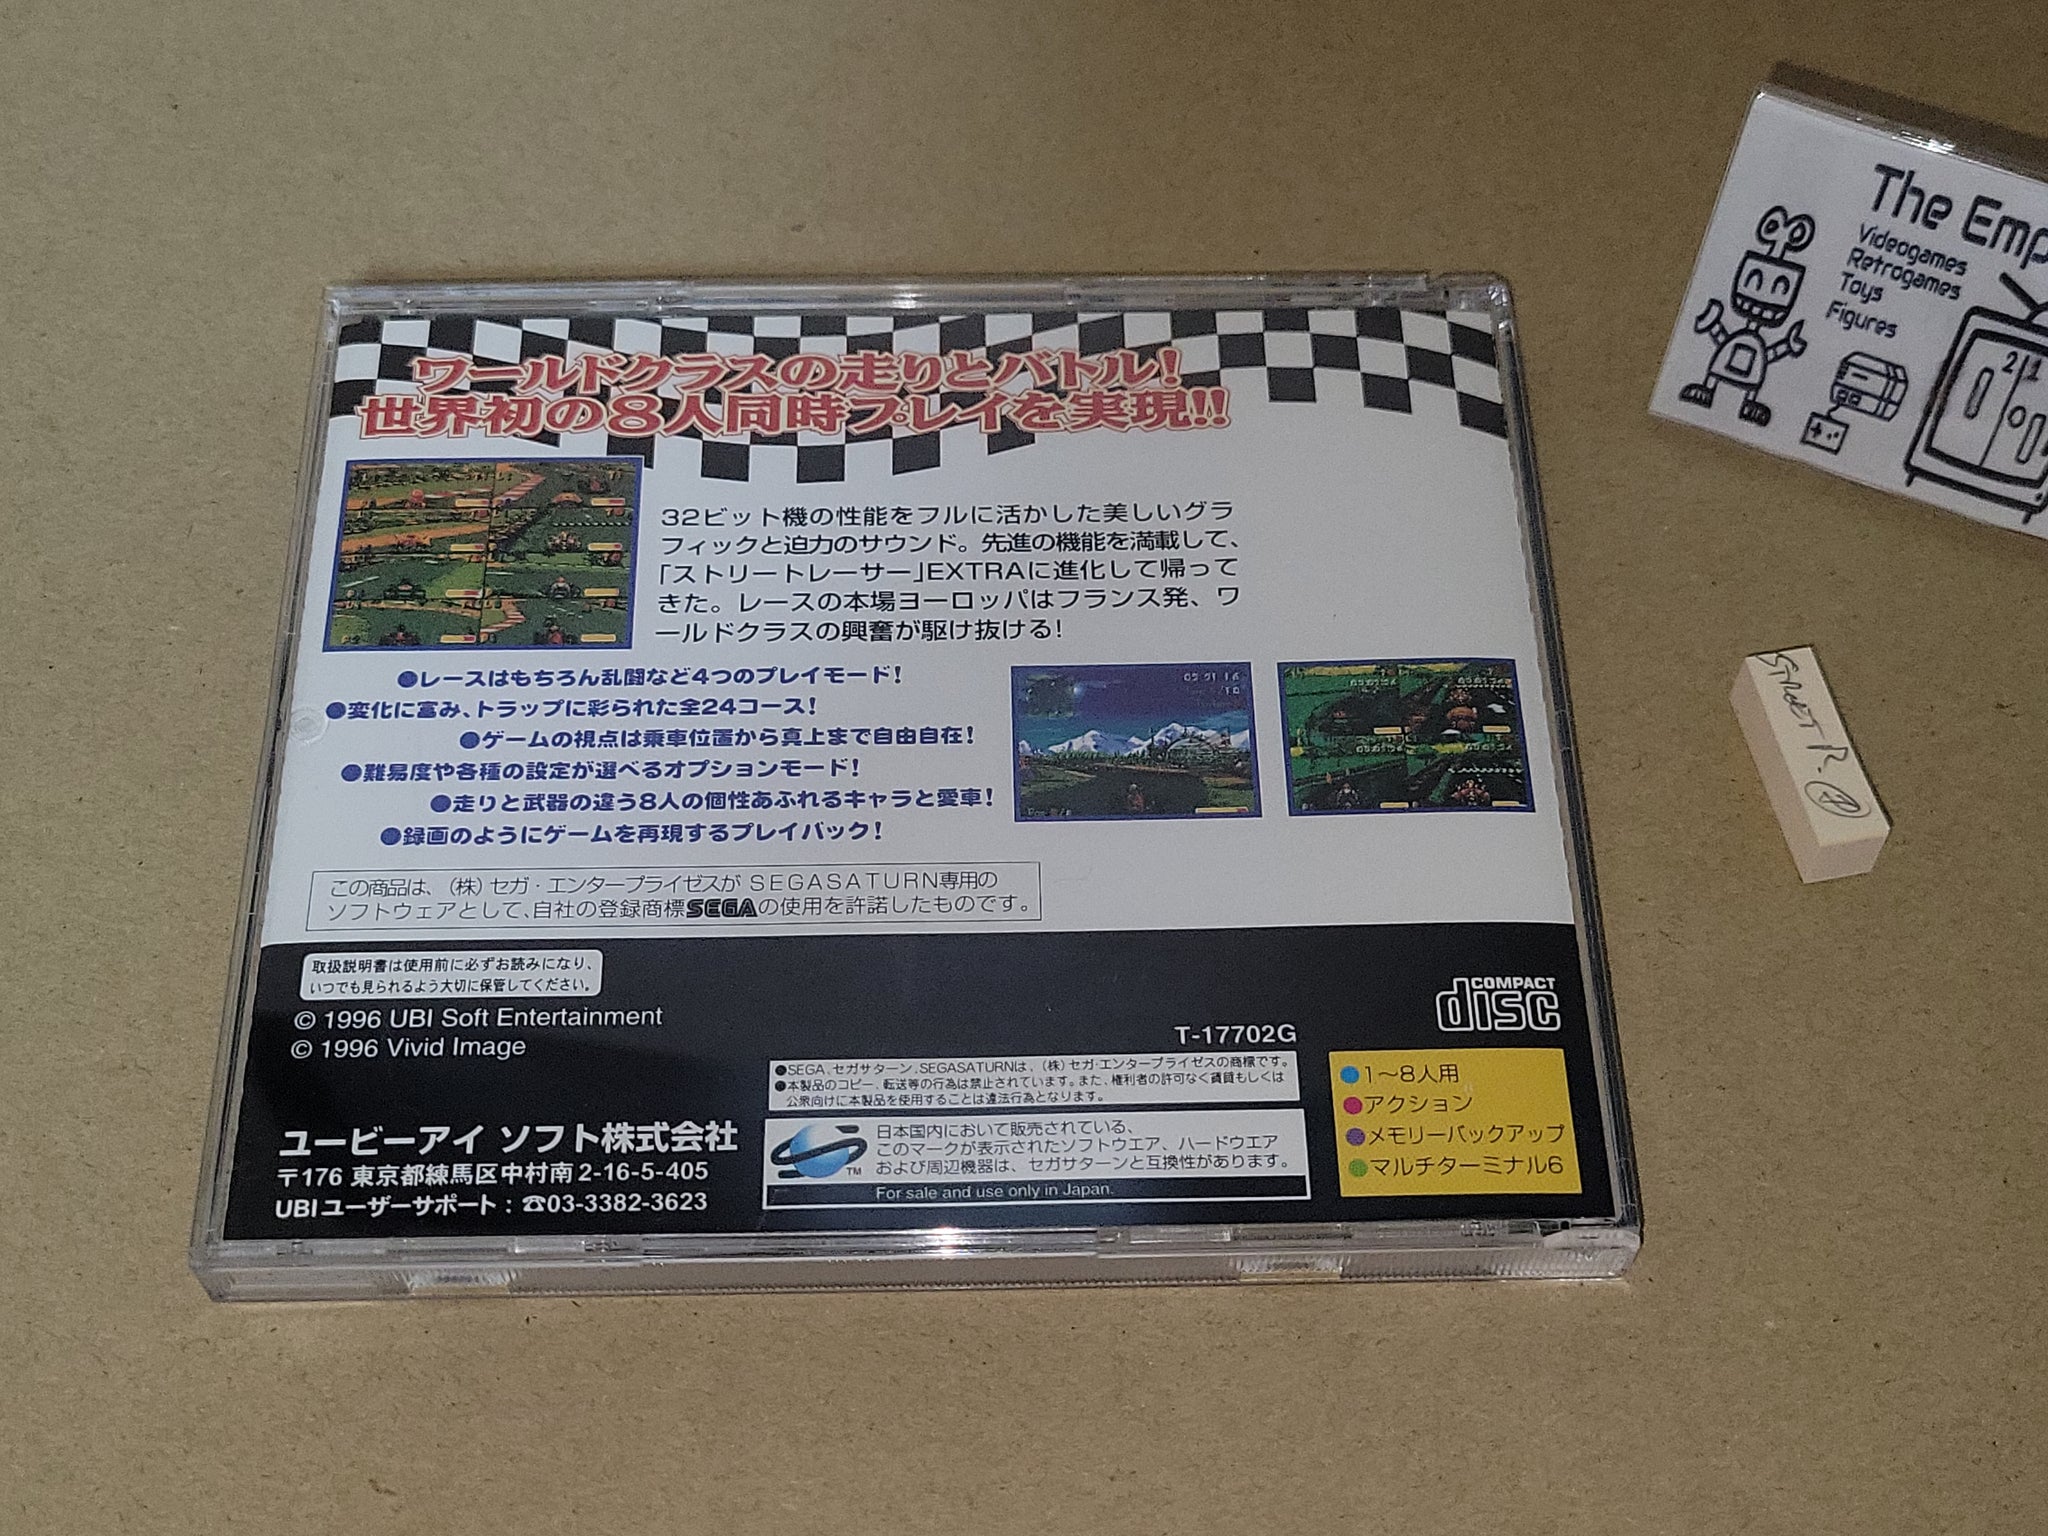 ワールドクラスの走りとバトル!
世界初の8人同時プレイを実現!!
32ビット機の性能をフルに活かした美しいグラ
フィックと迫力のサウンド。先進の機能を満載して、
「ストリートレーサー」EXTRAに進化して帰って
きた。レースの本場ヨーロッパはフランス発、ワ
ールドクラスの興奮が駆け抜ける!
●レースはもちろん乱闘など4つのプレイモード!
●変化に富み、トラップに彩られた全24コース!
●ゲームの視点は乗車位置から真上まで自由自在!
●難易度や各種の設定が選べるオプションモード!
●走りと武器の違う8人の個性あふれるキャラと愛車!
●録画のようにゲームを再現するプレイバック!
この商品は、(株)セガ・エンタープライゼスが SEGASATURN専用の
ソフトウェアとして、自社の登録商標SEGAの使用を許諾したものです。
取扱説明書は使用前に必ずお読みになり、
いつでも見られるよう大切に保管してください。
© 1996 UBI Soft Entertainment
© 1996 Vivid Image
ユービーアイ ソフト株式会社
〒176 東京都練馬区中村南2-16-5-405
UBIユーザーサポート:☎03-3382-3623
T-17702G
COMPACT
disc
●SEGA、セガサターン、SEGASATURNは、(株)セガ・エンタープライゼスの商標です。
●本製品のコピー、転送等の行為は禁止されています。また、権利者の許可なく賃貸もしくは
公衆向けに本製品を使用することは違法行為となります。
日本国内において販売されている、
このマークが表示されたソフトウエア、ハードウエア
および周辺機器は、セガサターンと互換性があります。
TM
For sale and use only in Japan.
●1〜8人用
●アクション
●メモリーバックアップ
●マルチターミナル6
The Emp
Videogames
Retrogames
Toys
Figures
21
STREET R.